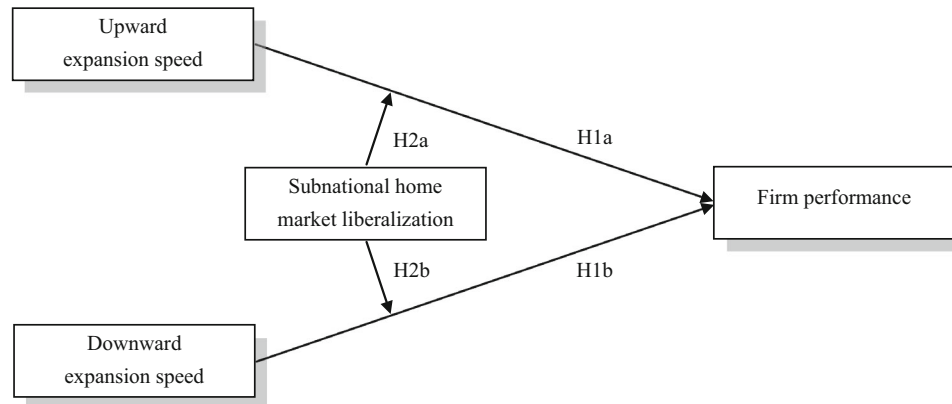 Upward
expansion speed
H2a
H1a
Subnational home
market liberalization
Firm performance
H2b
H1b
Downward
expansion speed